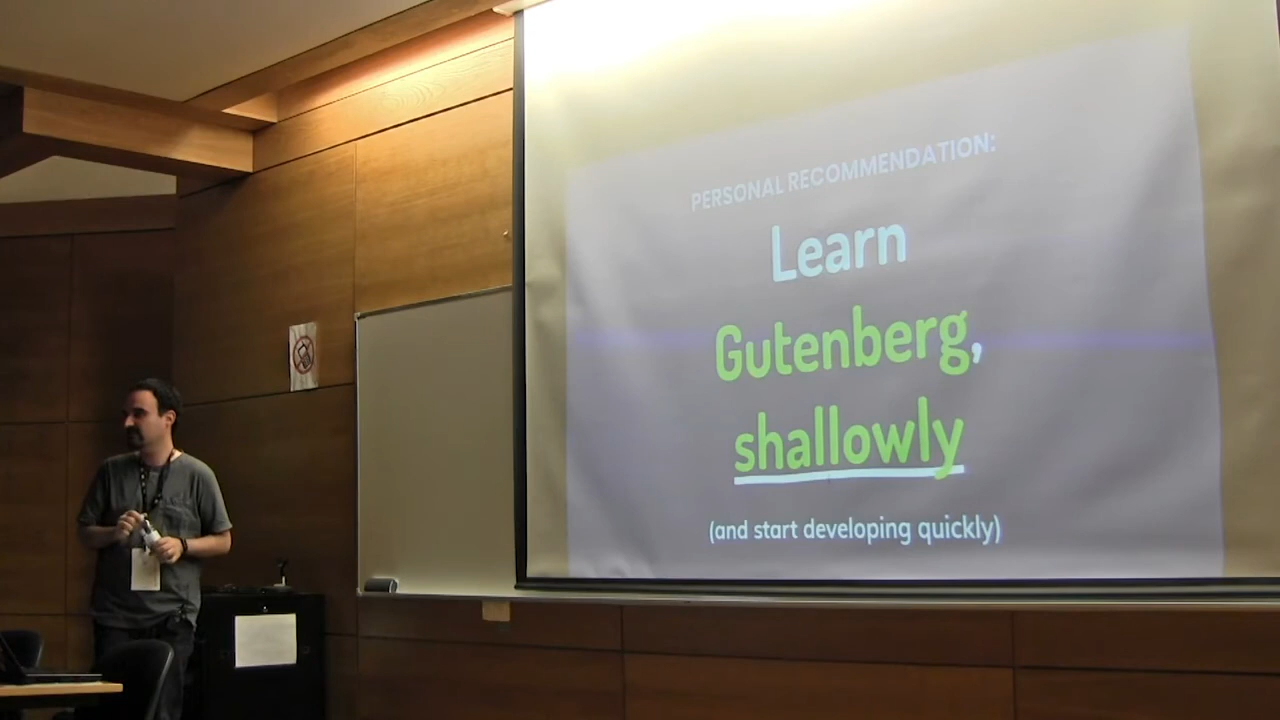 PERSONAL RECOMMENDATION:
Learn
Gutenberg,
shallowly
(and start developing quickly)